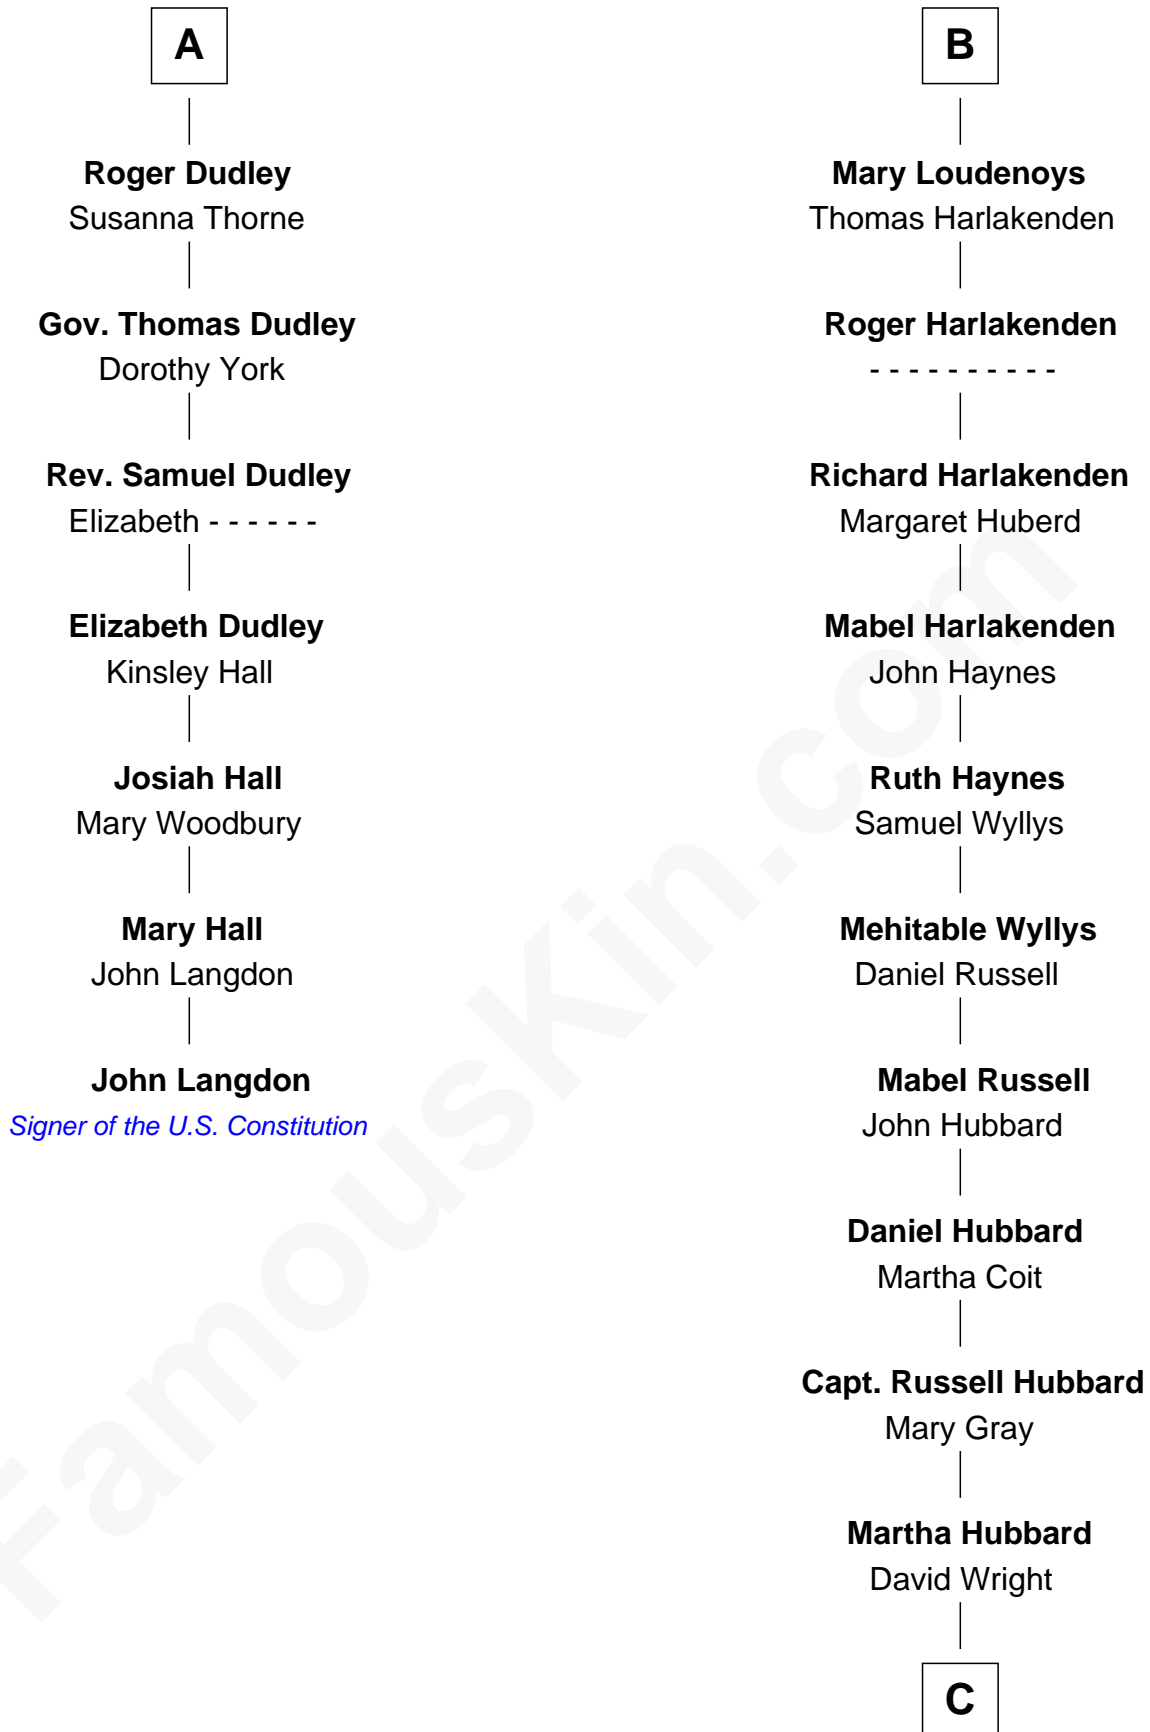 A
Roger Dudley
Susanna Thorne
Gov. Thomas Dudley
Dorothy York
Rev. Samuel Dudley
Elizabeth - - - - - -
Elizabeth Dudley
Kinsley Hall
Josiah Hall
Mary Woodbury
Mary Hall
John Langdon
John Langdon
Signer of the U.S. Constitution
B
Mary Loudenoys
Thomas Harlakenden
Roger Harlakenden
- - - - - - - - - -
Richard Harlakenden
Margaret Huberd
Mabel Harlakenden
John Haynes
Ruth Haynes
Samuel Wyllys
Mehitable Wyllys
Daniel Russell
Mabel Russell
John Hubbard
Daniel Hubbard
Martha Coit
Capt. Russell Hubbard
Mary Gray
Martha Hubbard
David Wright
C
FamousKin.com